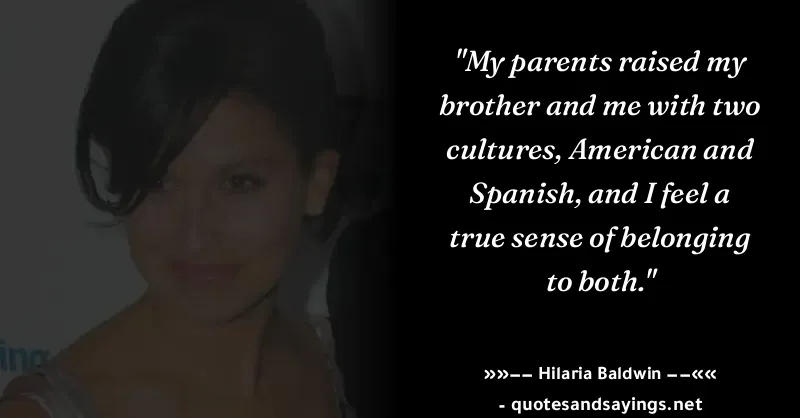 "My parents raised my
brother and me with two
cultures, American and
Spanish, and I feel a
true sense of belonging
to both."
»»–– Hilaria Baldwin ––««
- quotesandsayings.net
ing